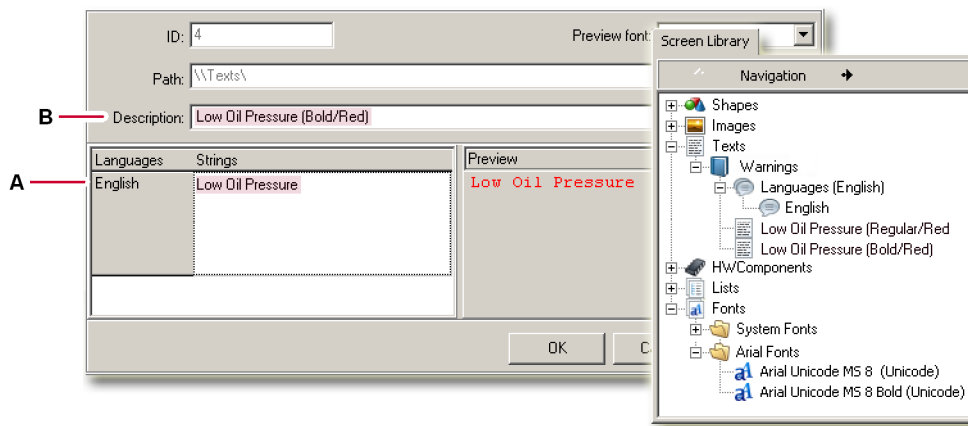 ID: 4
Preview font:
Path: \\Texts\
B
Description: Low Oil Pressure (Bold/Red)
Languages Strings
Preview
A
English Low Oil Pressure
Low Oil Pressure
OK
C
Screen Library
Navigation
Shapes
Images
Texts
Warnings
Languages (English)
English
Low Oil Pressure (Regular/Red
Low Oil Pressure (Bold/Red)
HWComponents
Lists
Fonts
System Fonts
Arial Fonts
Arial Unicode MS 8 (Unicode)
Arial Unicode MS 8 Bold (Unicode)